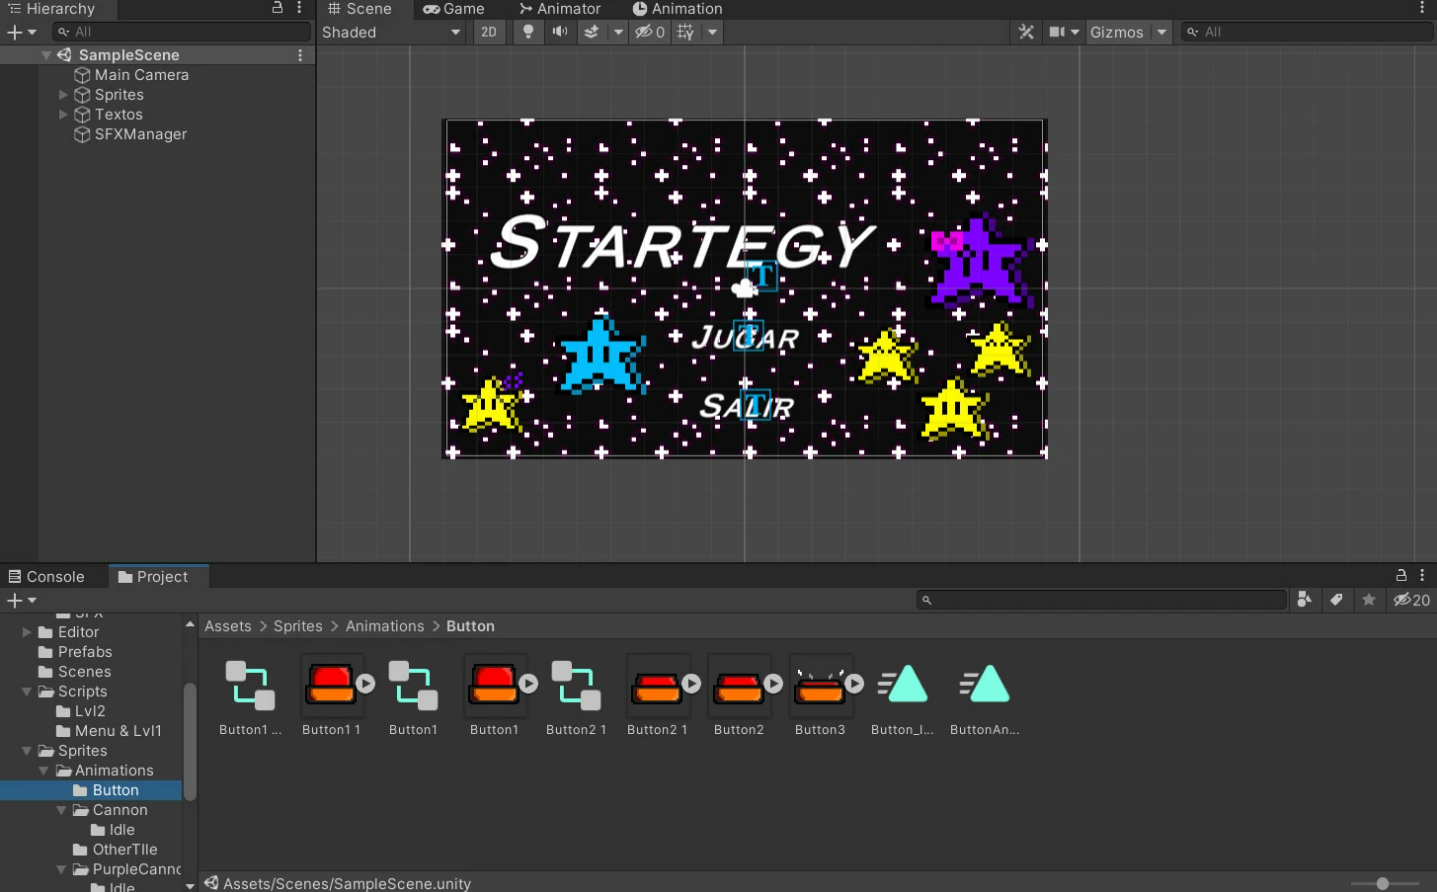 Hierarchy
All
SampleScene
Main Camera
Sprites
Textos
SFXManager
Scene Game Animator Animation
Shaded 2D 0 Gizmos All
STARTEGY
T
JUGAR
T
SALIR
T
Console Project
20
SFX
Editor
Prefabs
Scenes
Scripts
Lvl2
Menu & Lvl1
Sprites
Animations
Button
Cannon
Idle
OtherTIle
PurpleCanno
Idle
Assets > Sprites > Animations > Button
Button1 ... Button1 1 Button1 Button1 Button2 1 Button2 1 Button2 Button3 Button_I... ButtonAn...
Assets/Scenes/SampleScene.unity